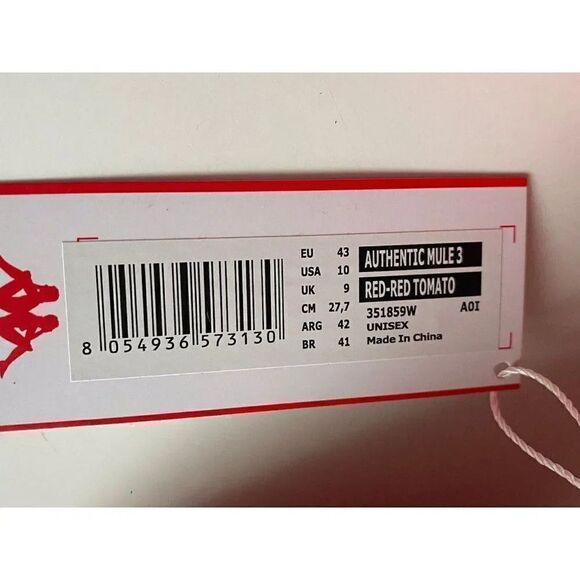 EU 43 AUTHENTIC MULE 3
USA 10 RED-RED TOMATO
UK 9 351859W A0I
CM 27,7 UNISEX
ARG 42 Made In China
BR 41
8 054936 573130